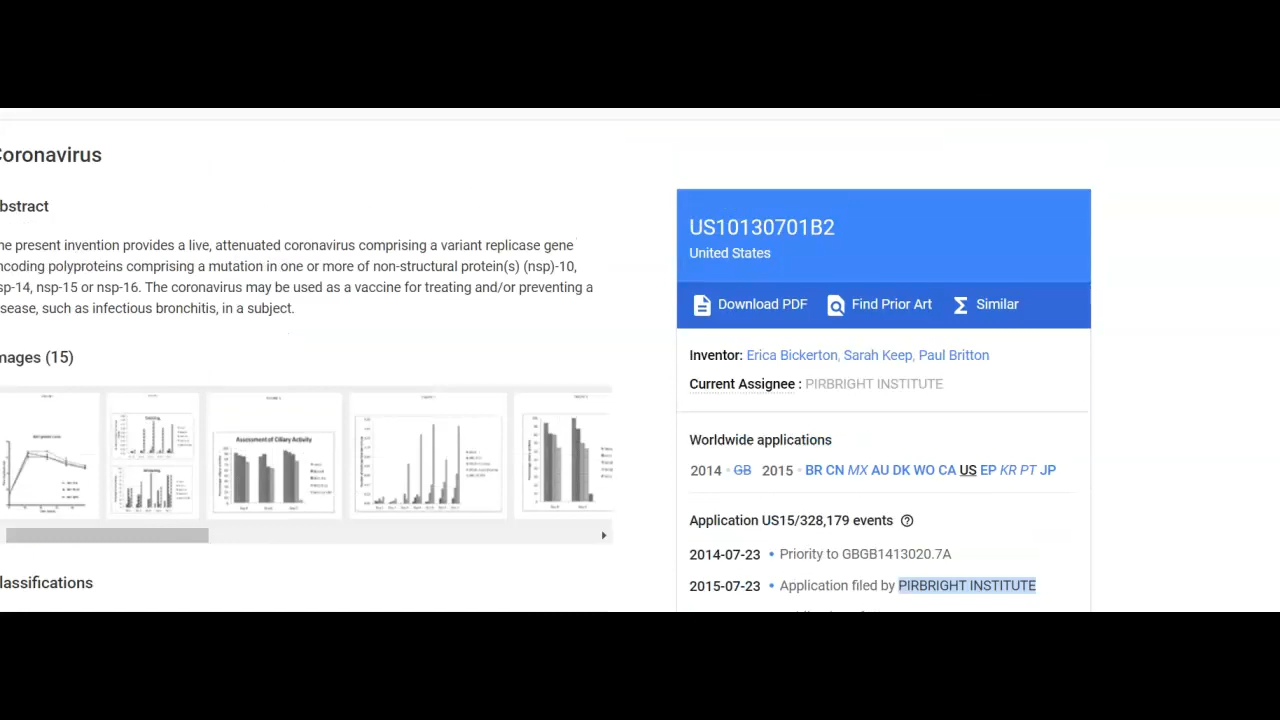 oronavirus
bstract
ne present invention provides a live, attenuated coronavirus comprising a variant replicase gene
ncoding polyproteins comprising a mutation in one or more of non-structural protein(s) (nsp)-10,
sp-14, nsp-15 or nsp-16. The coronavirus may be used as a vaccine for treating and/or preventing a
sease, such as infectious bronchitis, in a subject.
mages (15)
Assessment of Ciliary Activity
lassifications
US10130701B2
United States
Download PDF Find Prior Art Similar
Inventor: Erica Bickerton, Sarah Keep, Paul Britton
Current Assignee : PIRBRIGHT INSTITUTE
Worldwide applications
2014 • GB 2015 • BR CN MX AU DK WO CA US EP KR PT JP
Application US15/328,179 events
2014-07-23 • Priority to GBGB1413020.7A
2015-07-23 • Application filed by PIRBRIGHT INSTITUTE